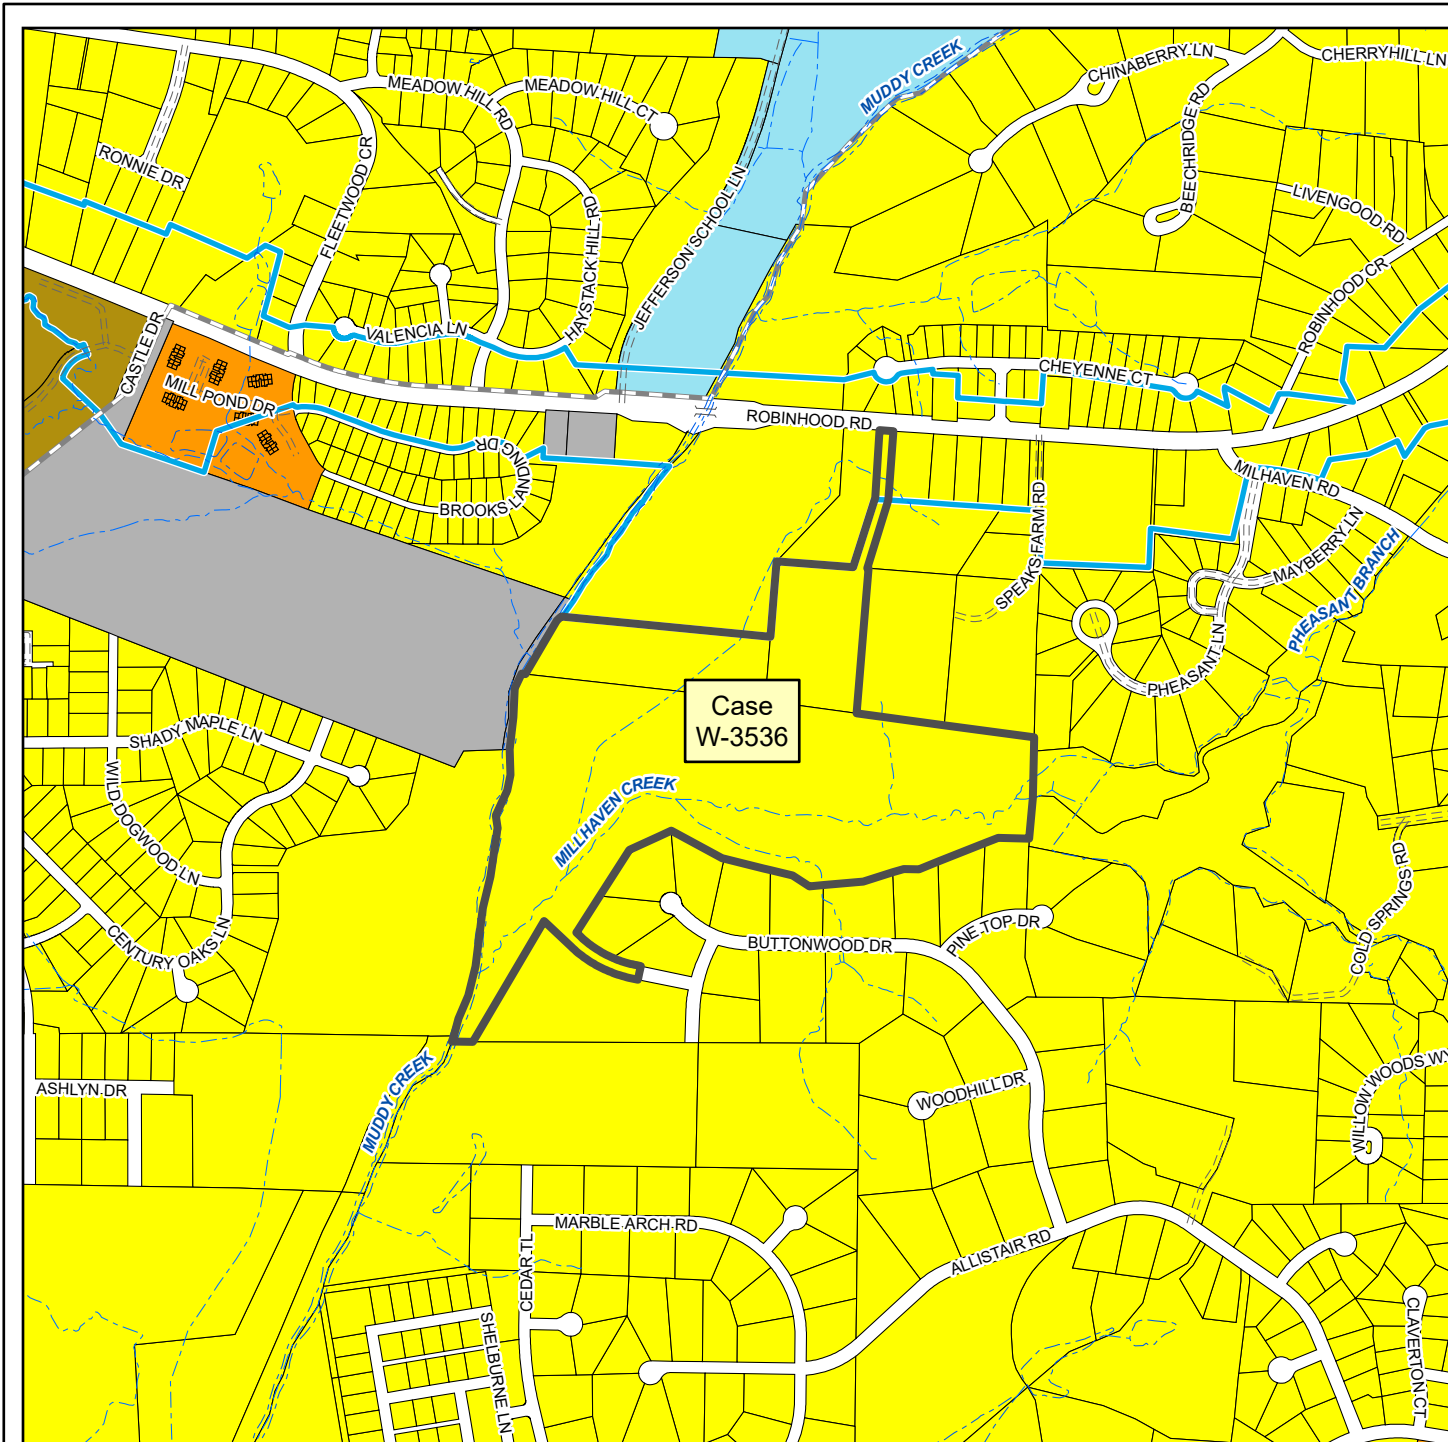 MUDDY CREEK
CHINABERRY LN
CHERRYHILL LN
MEADOW HILL RD
MEADOW HILL CT
BEECHRIDGE RD
RONNIE DR
FLEETWOOD CR
JEFFERSON SCHOOL LN
HAYSTACK HILL RD
LIVENGOOD RD
ROBINHOOD CR
CASTLE DR
VALENCIA LN
CHEYENNE CT
MILL POND DR
ROBINHOOD RD
BROOKS LANDING DR
MILHAVEN RD
SPEAKS FARM RD
MAYBERRY LN
PHEASANT BRANCH
PHEASANT LN
Case
W-3536
SHADY MAPLE LN
WILD DOGWOOD LN
MILLHAVEN CREEK
CENTURY OAKS LN
BUTTONWOOD DR
PINE TOP DR
COLD SPRINGS RD
ASHLYN DR
MUDDY CREEK
WOODHILL DR
WILLOW WOODS WY
MARBLE ARCH RD
CEDAR TL
ALLISTAIR RD
SHELBURNE LN
CLAVERTON CT